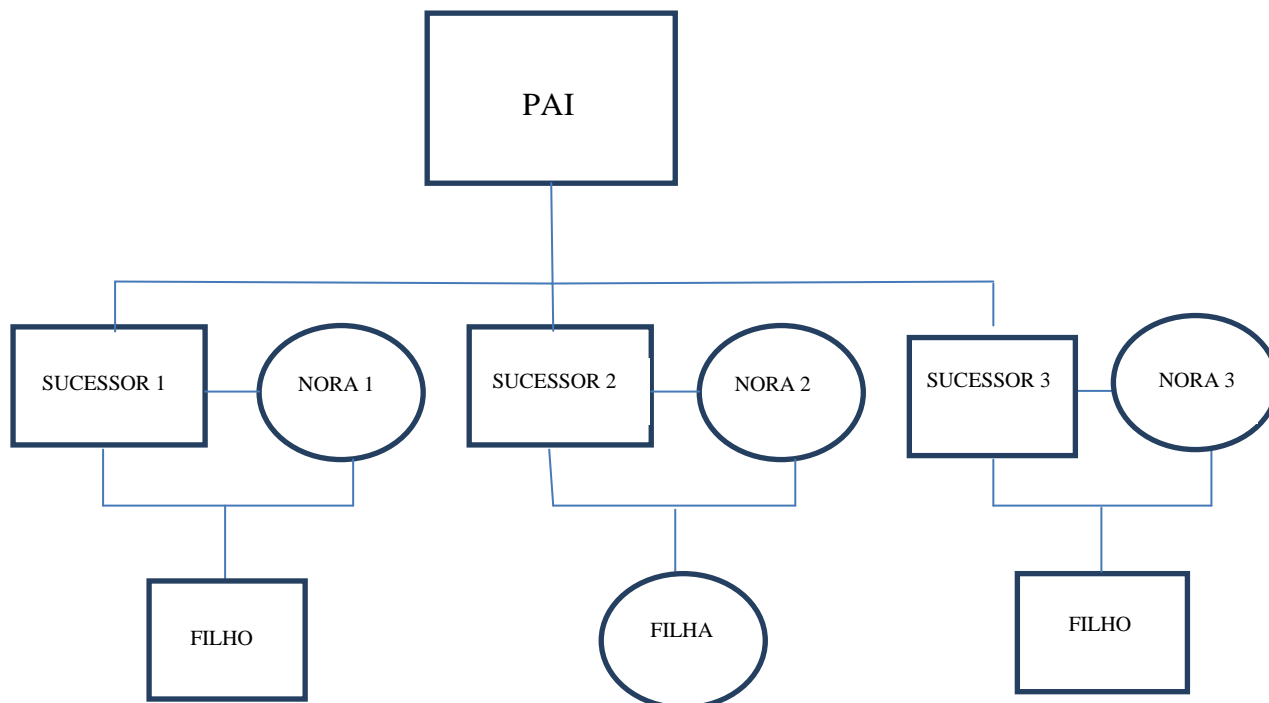 PAI
SUCESSOR 1
NORA 1
SUCESSOR 2
NORA 2
SUCESSOR 3
NORA 3
FILHO
FILHA
FILHO